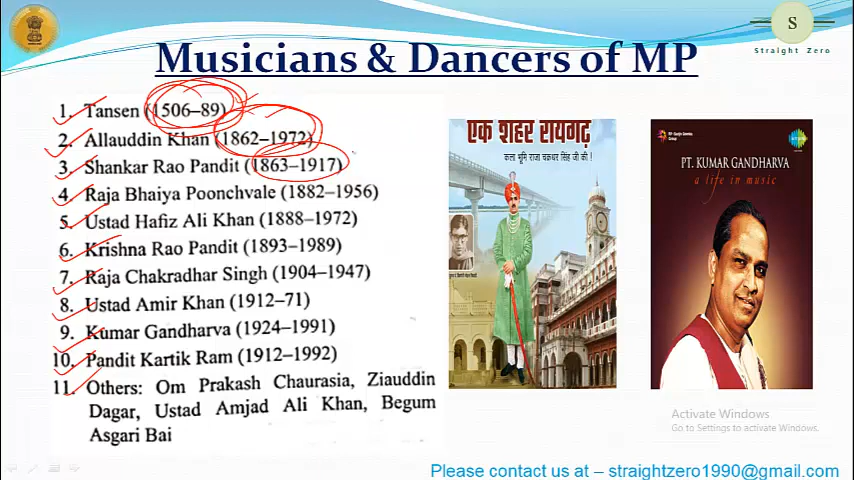 S
Straight Zero
Musicians & Dancers of MP
1. Tansen (1506–89)
2. Allauddin Khan (1862–1972)
3. Shankar Rao Pandit (1863–1917)
4. Raja Bhaiya Poonchvale (1882–1956)
5. Ustad Hafiz Ali Khan (1888–1972)
6. Krishna Rao Pandit (1893–1989)
7. Raja Chakradhar Singh (1904–1947)
8. Ustad Amir Khan (1912–71)
9. Kumar Gandharva (1924–1991)
10. Pandit Kartik Ram (1912–1992)
11. Others: Om Prakash Chaurasia, Ziauddin
Dagar, Ustad Amjad Ali Khan, Begum
Asgari Bai
एक शहर रायगढ़
कला भूमि राजा चक्रधर सिंह जी की !
PT. KUMAR GANDHARVA
a life in music
Activate Windows
Go to Settings to activate Windows.
Please contact us at – straightzero1990@gmail.com